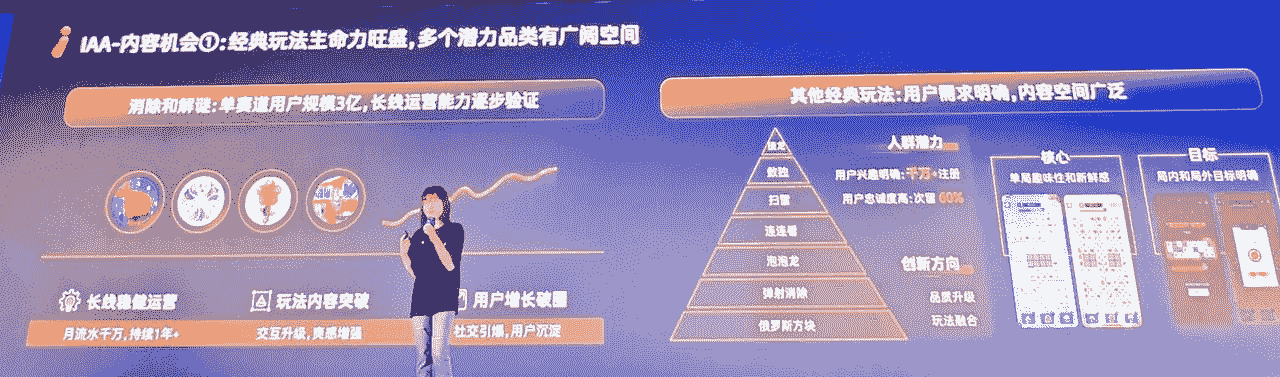 IAA-内容机会①:经典玩法生命力旺盛,多个潜力品类有广阔空间
消除和解谜:单赛道用户规模3亿,长线运营能力逐步验证
长线稳健运营
月流水千万,持续1年+
玩法内容突破
交互升级,爽感增强
用户增长破圈
社交引爆,用户沉淀
其他经典玩法:用户需求明确,内容空间广泛
数独
扫雷
连连看
泡泡龙
弹射消除
俄罗斯方块
人群潜力
用户兴趣明确:千万+注册
用户忠诚度高:次留60%
创新方向
品质升级
玩法融合
核心
单局趣味性和新鲜感
目标
局内和局外目标明确